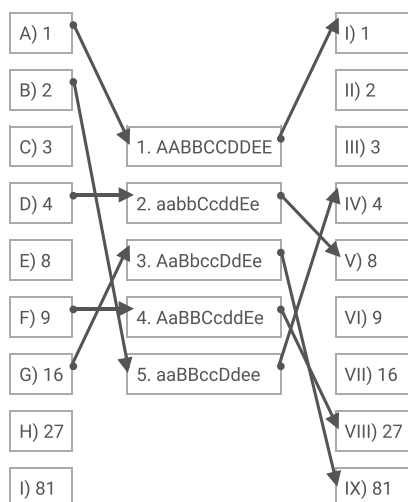 A) 1
B) 2
C) 3
D) 4
E) 8
F) 9
G) 16
H) 27
I) 81
1. AABBCCDDEE
2. aabbCcddEe
3. AaBbccDdEe
4. AaBBCcddEe
5. aaBBccDdee
I) 1
II) 2
III) 3
IV) 4
V) 8
VI) 9
VII) 16
VIII) 27
IX) 81